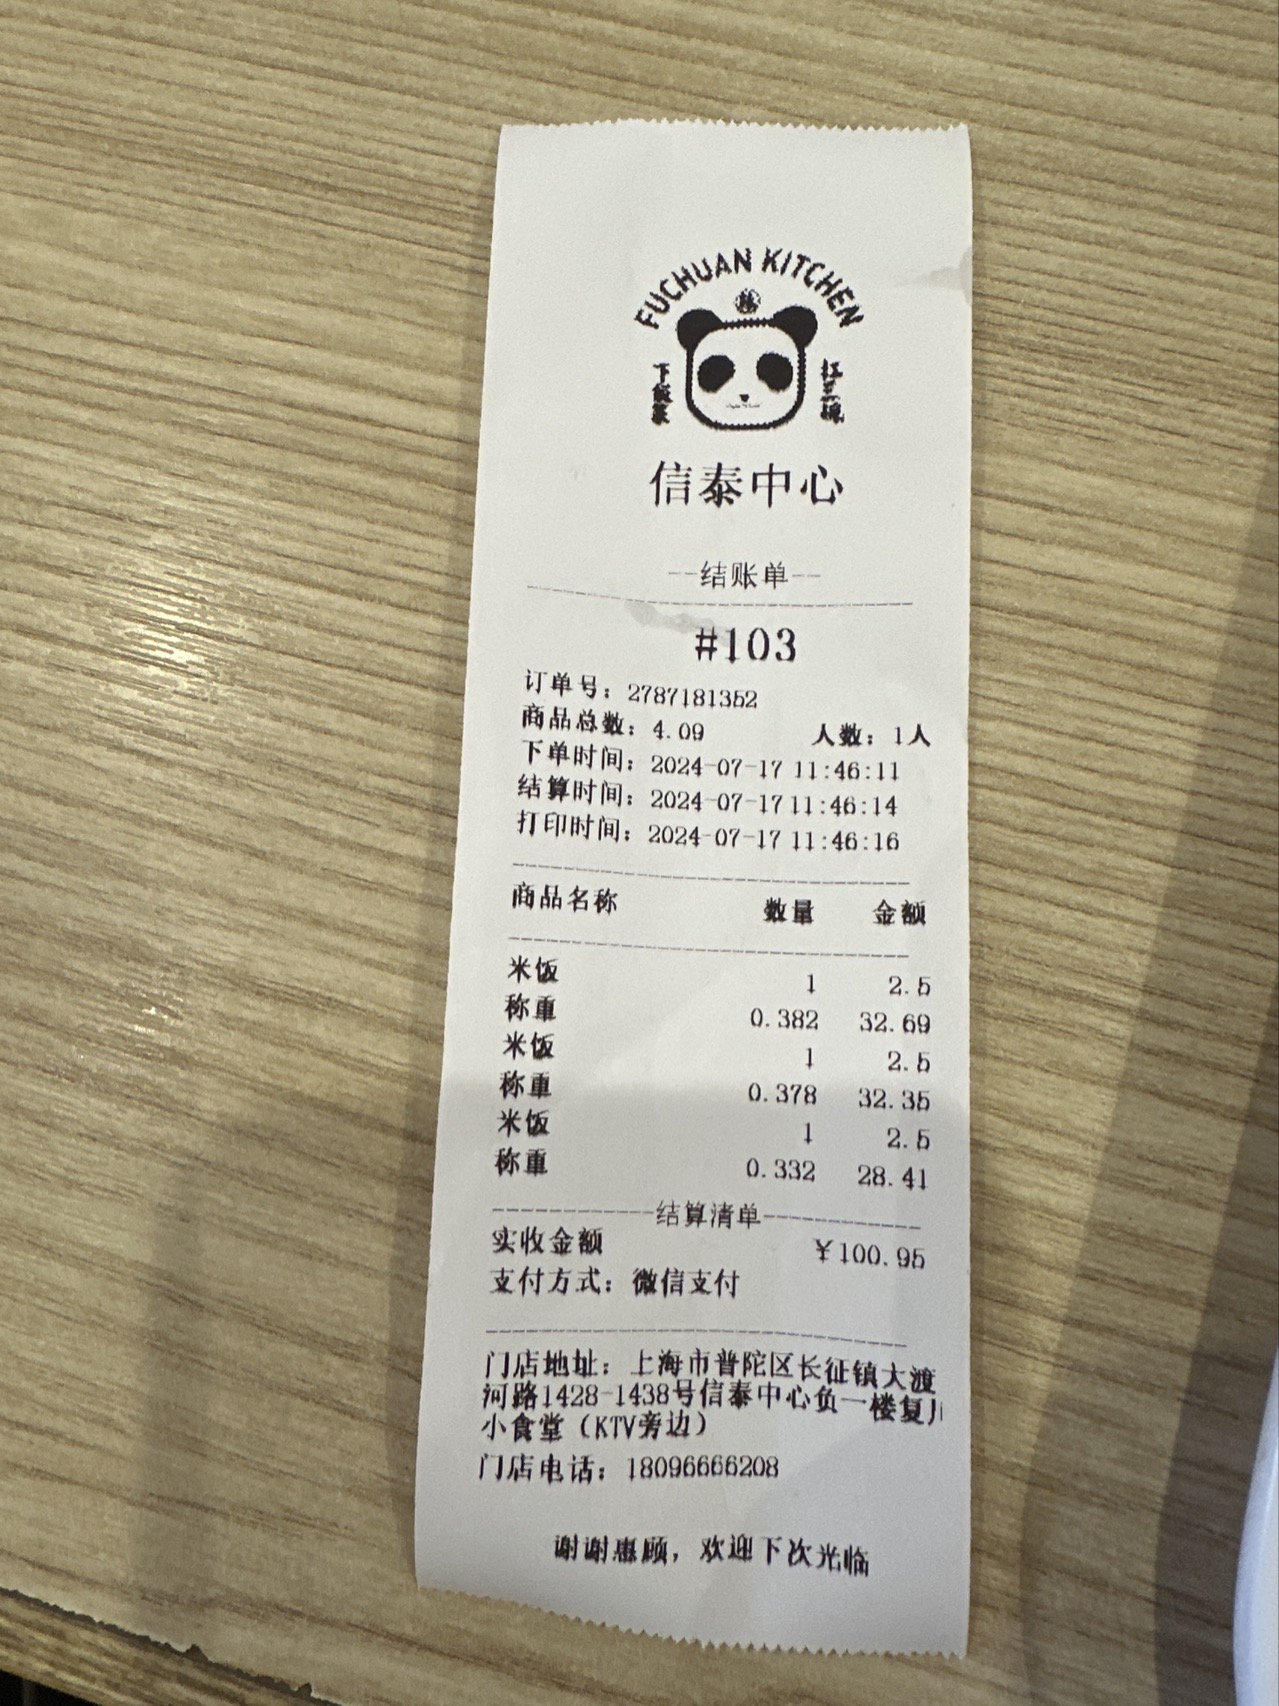 FUCHUAN KITCHEN
下饭菜
扛三碗
信泰中心
--结账单--
#103
订单号：2787181352
商品总数：4.09 人数：1人
下单时间：2024-07-17 11:46:11
结算时间：2024-07-17 11:46:14
打印时间：2024-07-17 11:46:16
商品名称 数量 金额
米饭 1 2.5
称重 0.382 32.69
米饭 1 2.5
称重 0.378 32.35
米饭 1 2.5
称重 0.332 28.41
结算清单
实收金额 ￥100.95
支付方式：微信支付
门店地址：上海市普陀区长征镇大渡
河路1428-1438号信泰中心负一楼复川
小食堂（KTV旁边）
门店电话：18096666208
谢谢惠顾，欢迎下次光临